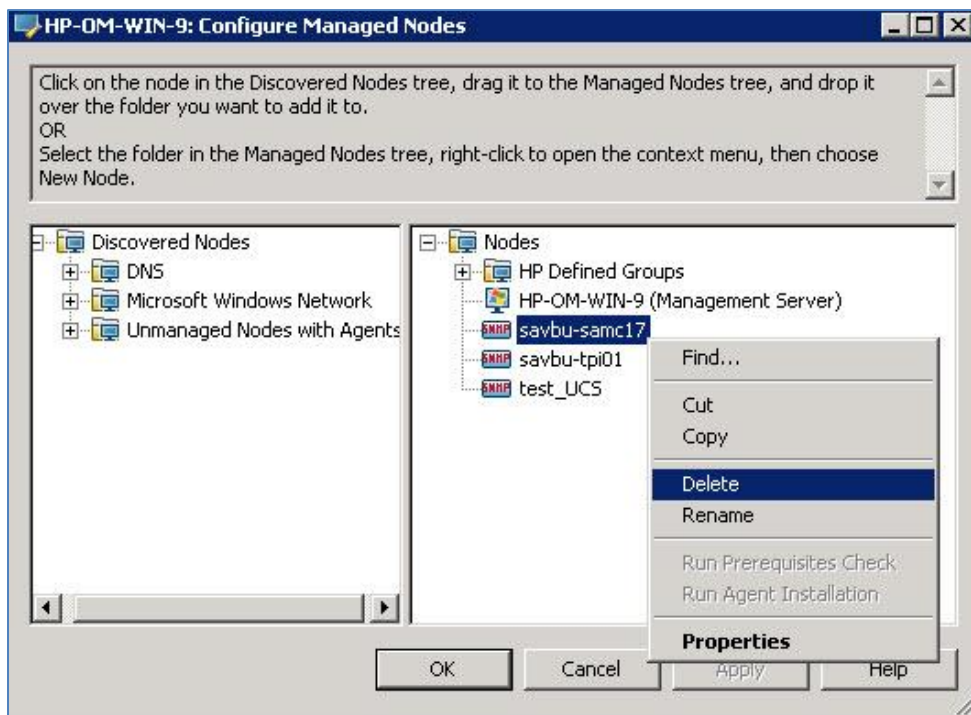 HP-OM-WIN-9: Configure Managed Nodes
Click on the node in the Discovered Nodes tree, drag it to the Managed Nodes tree, and drop it
over the folder you want to add it to.
OR
Select the folder in the Managed Nodes tree, right-click to open the context menu, then choose
New Node.
Discovered Nodes
DNS
Microsoft Windows Network
Unmanaged Nodes with Agents
Nodes
HP Defined Groups
HP-OM-WIN-9 (Management Server)
SNMP savbu-samc17
SNMP savbu-tpi01
SNMP test_UCS
Find...
Cut
Copy
Delete
Rename
Run Prerequisites Check
Run Agent Installation
Properties
OK
Cancel
Apply
Help